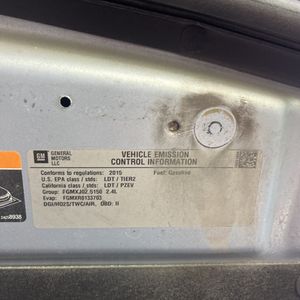 GM
GENERAL
MOTORS
LLC
VEHICLE EMISSION
CONTROL INFORMATION
Conforms to regulations: 2015
Fuel: Gasoline
U.S. EPA class / stds: LDT / TIER2
California class / stds: LDT / PZEV
Group: FGMXJ02.5150 2.4L
Evap: FGMXR0133703
DGI/HO2S/TWC/AIR, OBD: II